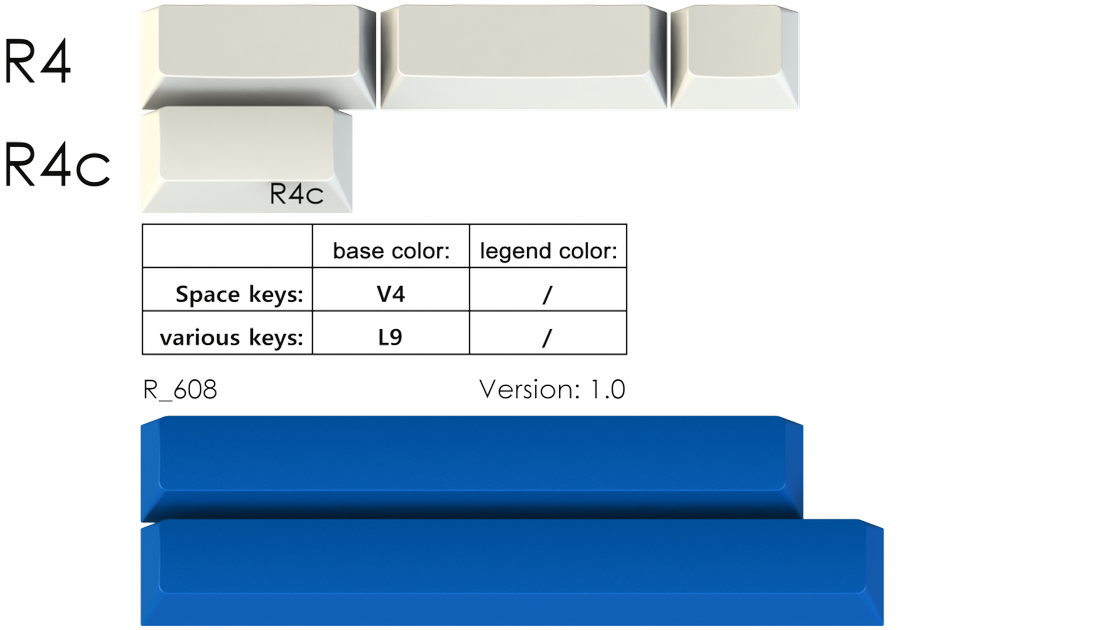 R4
R4c
R4c
base color: legend color:
Space keys: V4 /
various keys: L9 /
R_608 Version: 1.0